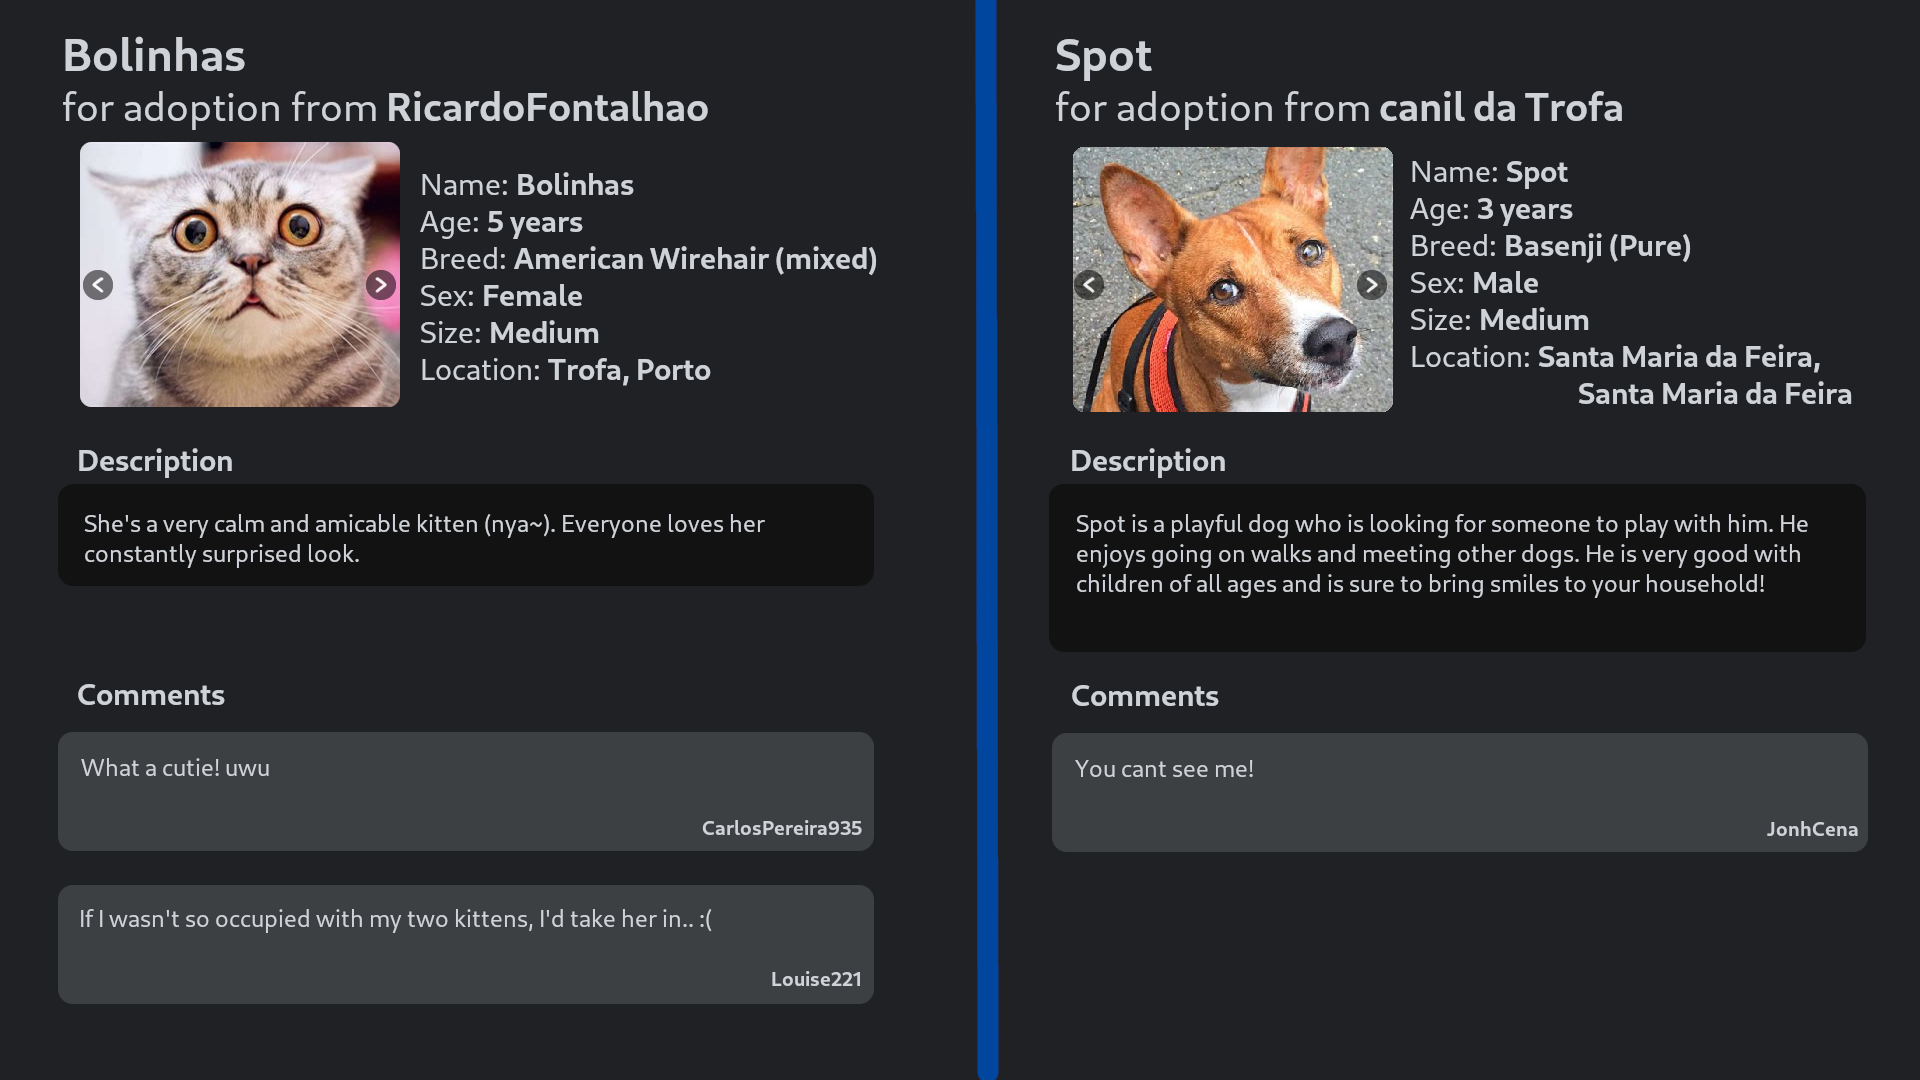 Bolinhas
for adoption from RicardoFontalhao
Name: Bolinhas
Age: 5 years
Breed: American Wirehair (mixed)
Sex: Female
Size: Medium
Location: Trofa, Porto
Description
She's a very calm and amicable kitten (nya~). Everyone loves her
constantly surprised look.
Comments
What a cutie! uwu
CarlosPereira935
If I wasn't so occupied with my two kittens, I'd take her in.. :(
Louise221
Spot
for adoption from canil da Trofa
Name: Spot
Age: 3 years
Breed: Basenji (Pure)
Sex: Male
Size: Medium
Location: Santa Maria da Feira,
Santa Maria da Feira
Description
Spot is a playful dog who is looking for someone to play with him. He
enjoys going on walks and meeting other dogs. He is very good with
children of all ages and is sure to bring smiles to your household!
Comments
You cant see me!
JonhCena